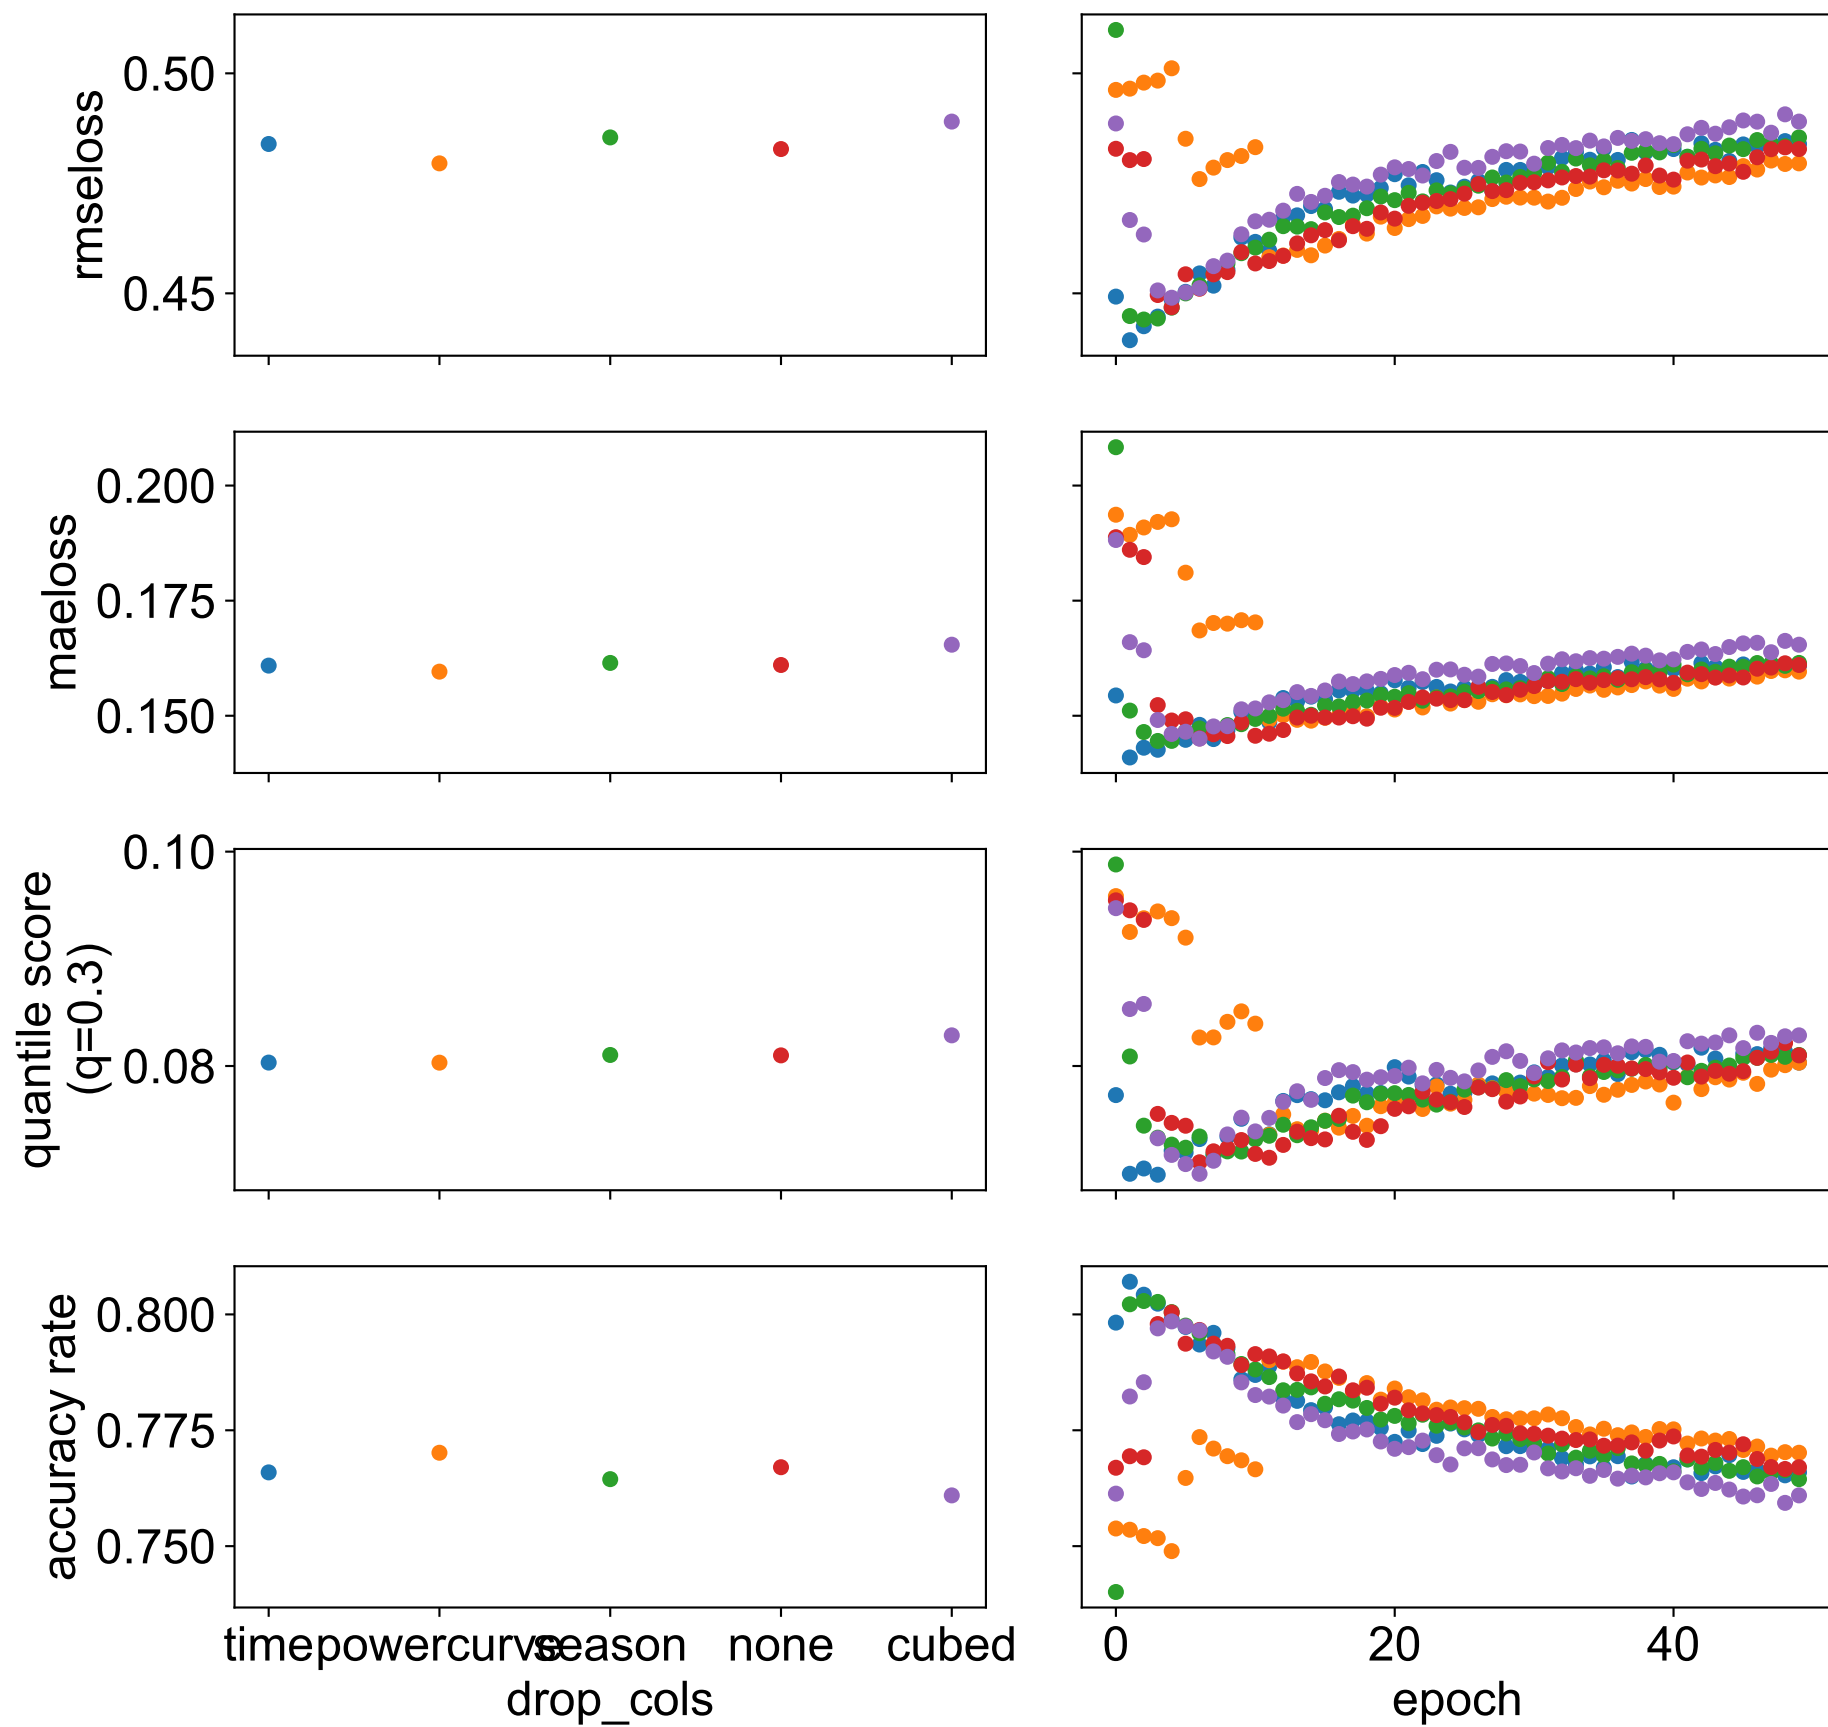 rmseloss
0.50
0.45
maeloss
0.200
0.175
0.150
quantile score
(q=0.3)
0.10
0.08
accuracy rate
0.800
0.775
0.750
time powercurve season none cubed
drop_cols
0 20 40
epoch